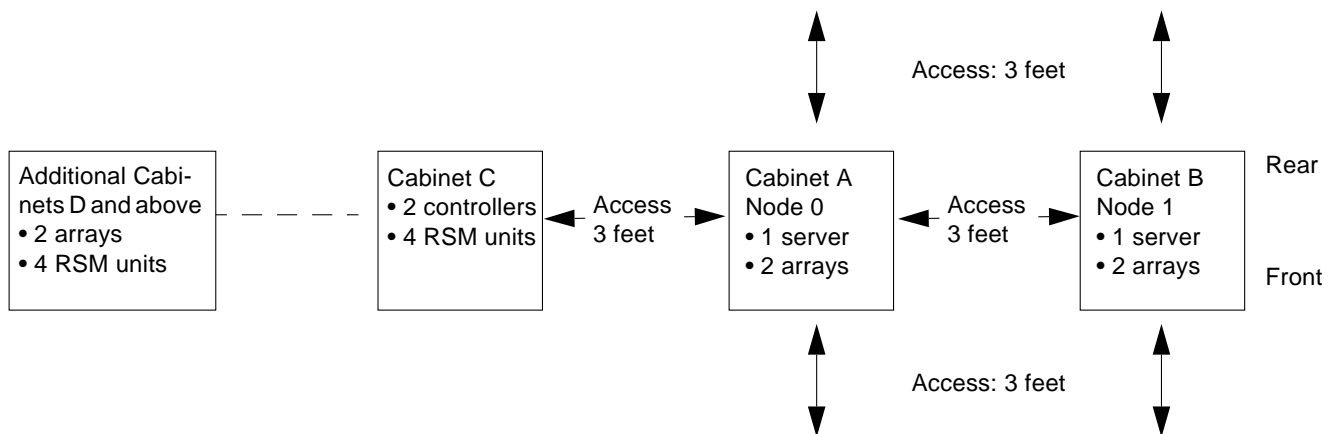 Access: 3 feet
Additional Cabi-
nets D and above
• 2 arrays
• 4 RSM units
Cabinet C
• 2 controllers
• 4 RSM units
Access
3 feet
Cabinet A
Node 0
• 1 server
• 2 arrays
Access
3 feet
Cabinet B
Node 1
• 1 server
• 2 arrays
Rear
Front
Access: 3 feet